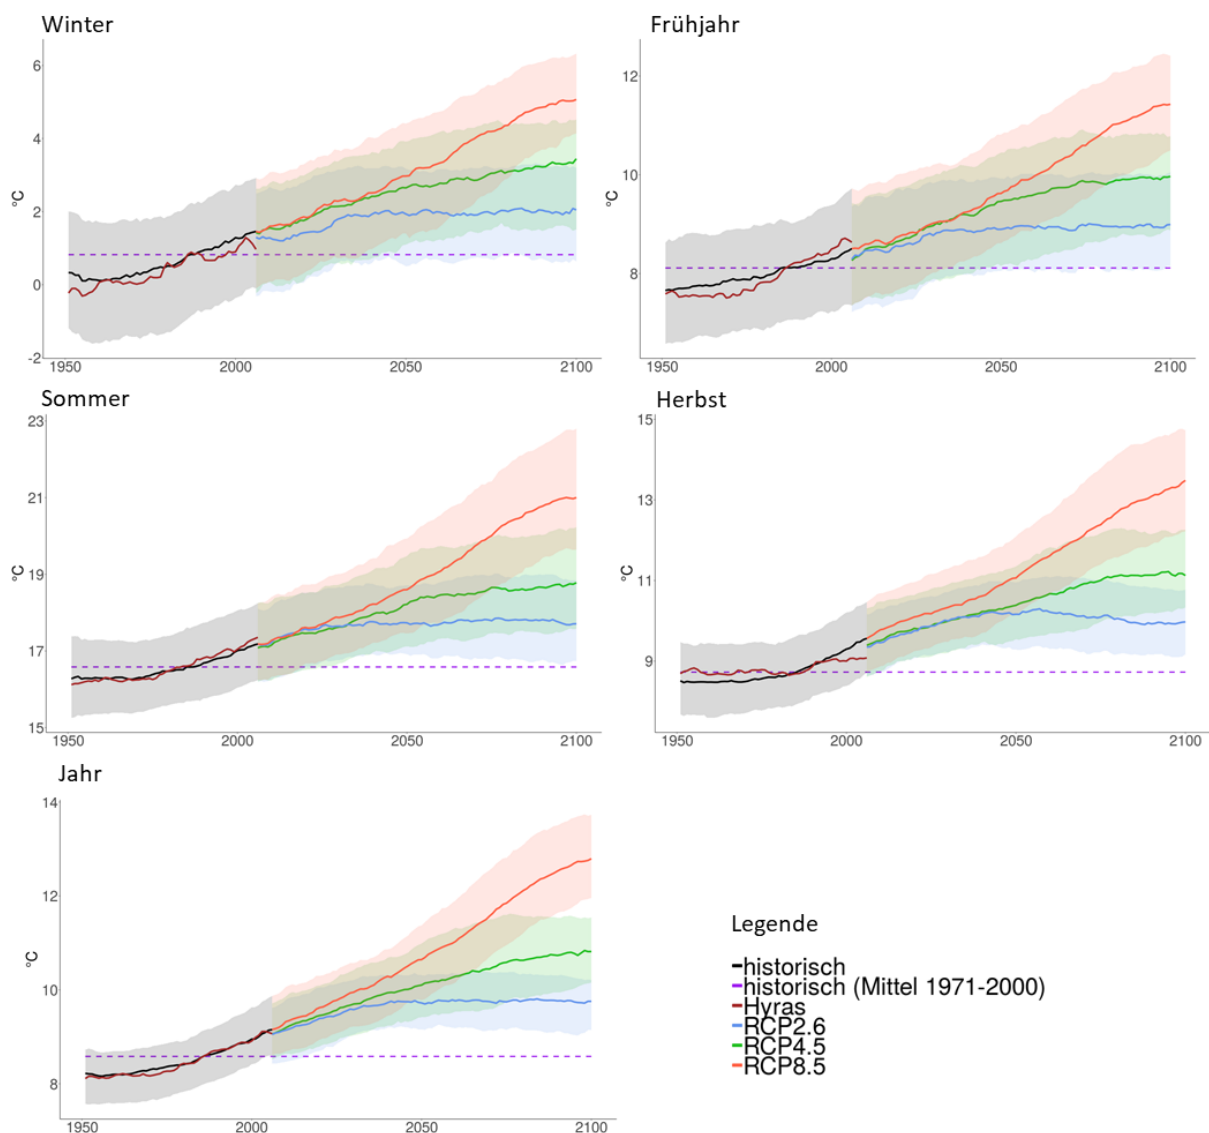 Winter
6
4
2
0
-2
°C
1950
2000
2050
2100
Frühjahr
12
10
8
°C
1950
2000
2050
2100
Sommer
23
21
19
17
15
°C
1950
2000
2050
2100
Herbst
15
13
11
9
°C
1950
2000
2050
2100
Jahr
14
12
10
8
°C
1950
2000
2050
2100
Legende
historisch
historisch (Mittel 1971-2000)
Hyras
RCP2.6
RCP4.5
RCP8.5